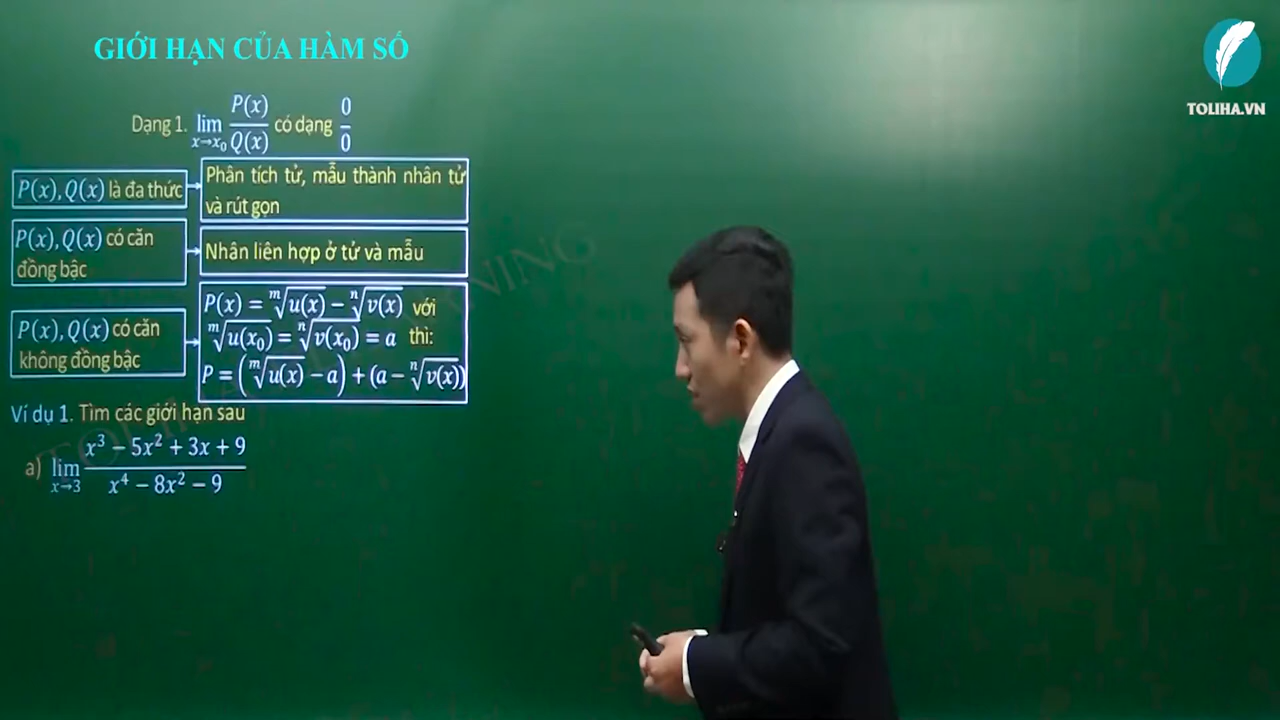 GIỚI HẠN CỦA HÀM SỐ
TOLIHA.VN
Dạng 1. lim x→x₀ P(x)/Q(x) có dạng 0/0
P(x), Q(x) là đa thức
Phân tích tử, mẫu thành nhân tử
và rút gọn
P(x), Q(x) có căn
đồng bậc
Nhân liên hợp ở tử và mẫu
P(x), Q(x) có căn
không đồng bậc
P(x) = ᵐ√u(x) − ⁿ√v(x) với
ᵐ√u(x₀) = ⁿ√v(x₀) = a thì:
P = (ᵐ√u(x) − a) + (a − ⁿ√v(x))
Ví dụ 1. Tìm các giới hạn sau
a) lim x→3 (x³ − 5x² + 3x + 9)/(x⁴ − 8x² − 9)